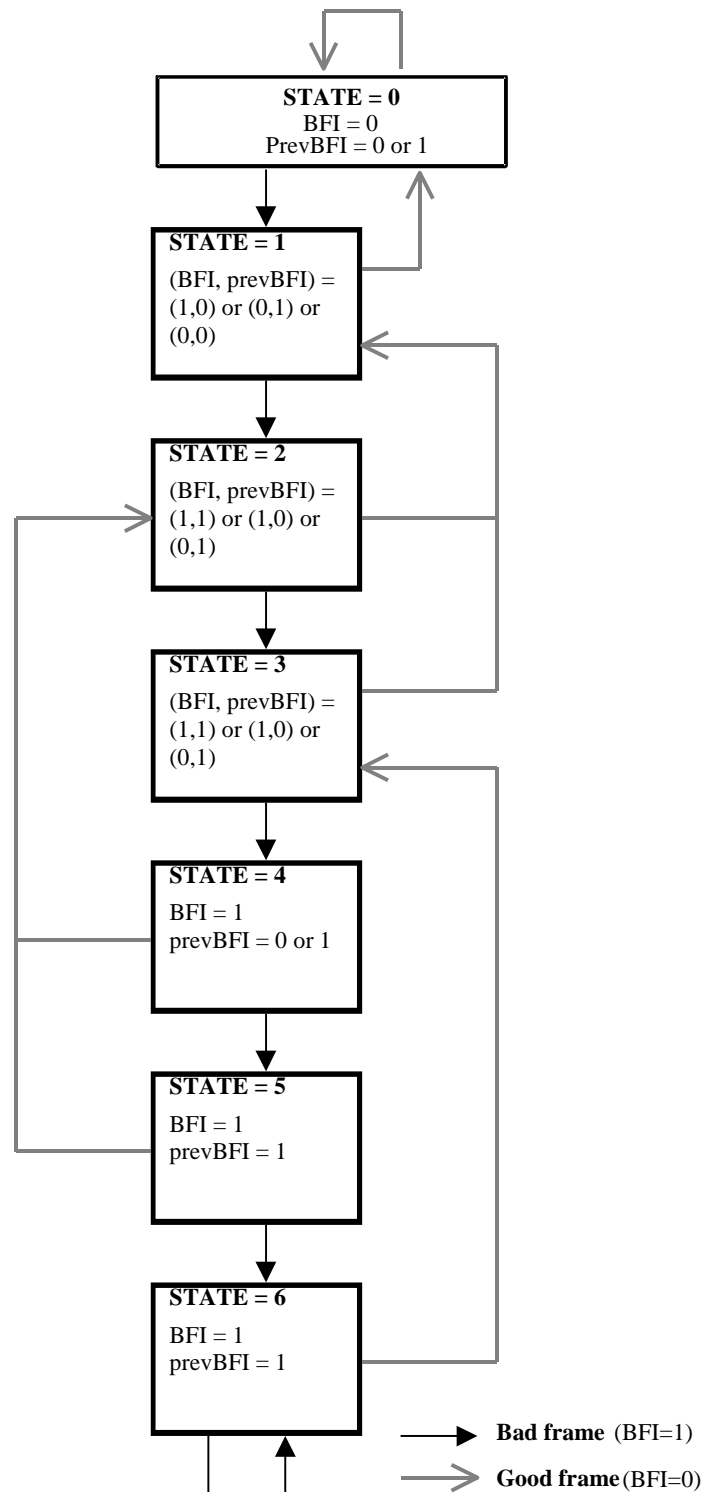 STATE = 0
BFI = 0
PrevBFI = 0 or 1
STATE = 1
(BFI, prevBFI) =
(1,0) or (0,1) or
(0,0)
STATE = 2
(BFI, prevBFI) =
(1,1) or (1,0) or
(0,1)
STATE = 3
(BFI, prevBFI) =
(1,1) or (1,0) or
(0,1)
STATE = 4
BFI = 1
prevBFI = 0 or 1
STATE = 5
BFI = 1
prevBFI = 1
STATE = 6
BFI = 1
prevBFI = 1
Bad frame (BFI=1)
Good frame (BFI=0)